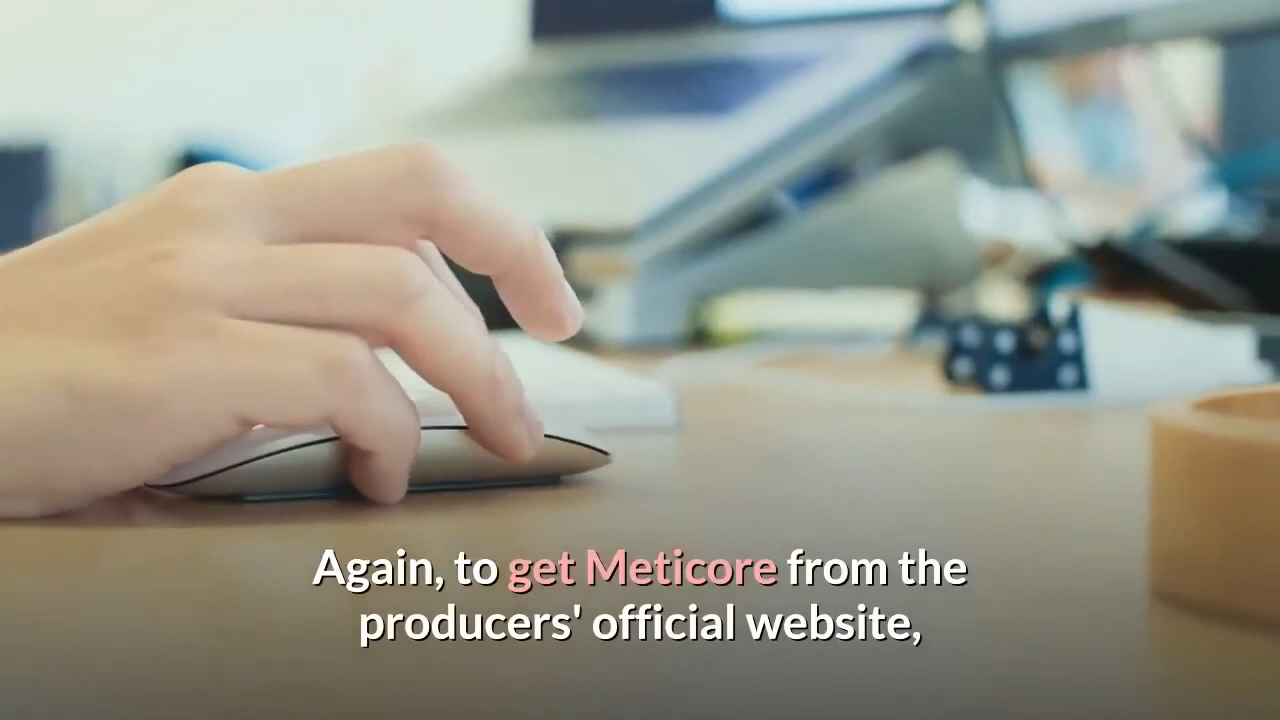 Again, to get Meticore from the
producers' official website,